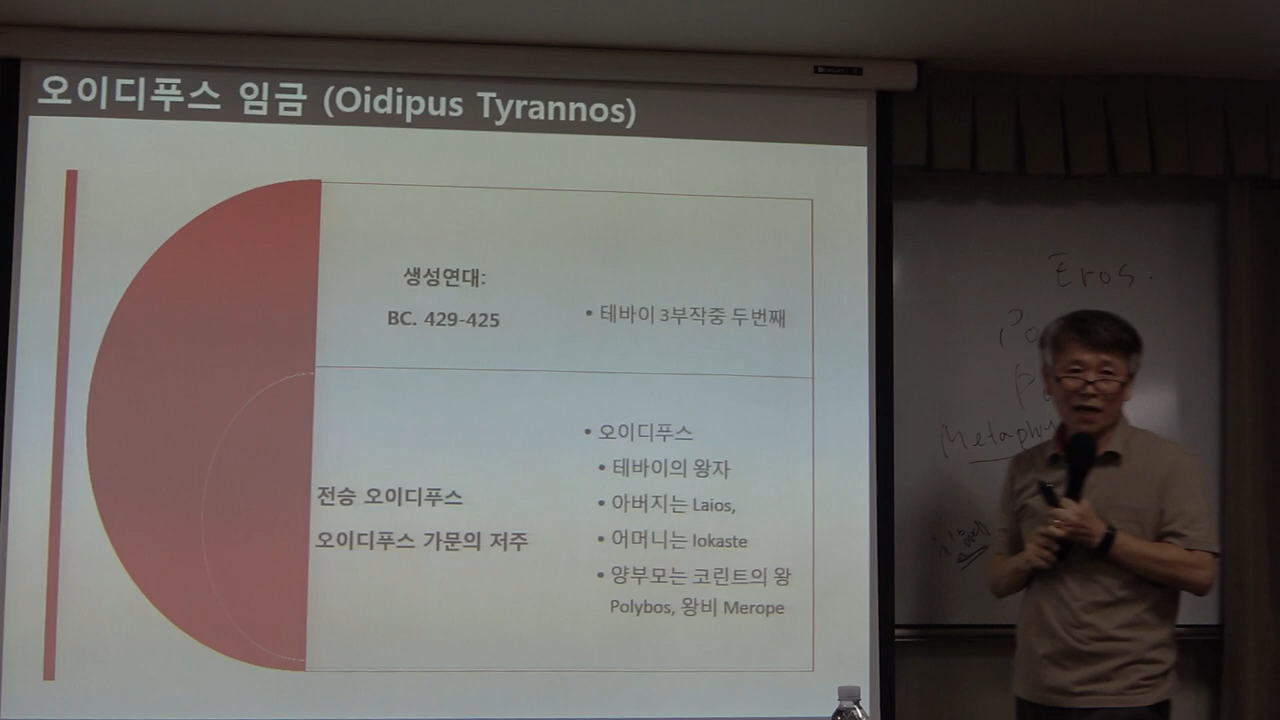 오이디푸스 임금 (Oidipus Tyrannos)
생성연대:
BC. 429-425
• 테바이 3부작중 두번째
전승 오이디푸스
오이디푸스 가문의 저주
• 오이디푸스
• 테바이의 왕자
• 아버지는 Laios,
• 어머니는 Iokaste
• 양부모는 코린트의 왕
Polybos, 왕비 Merope
Eros.